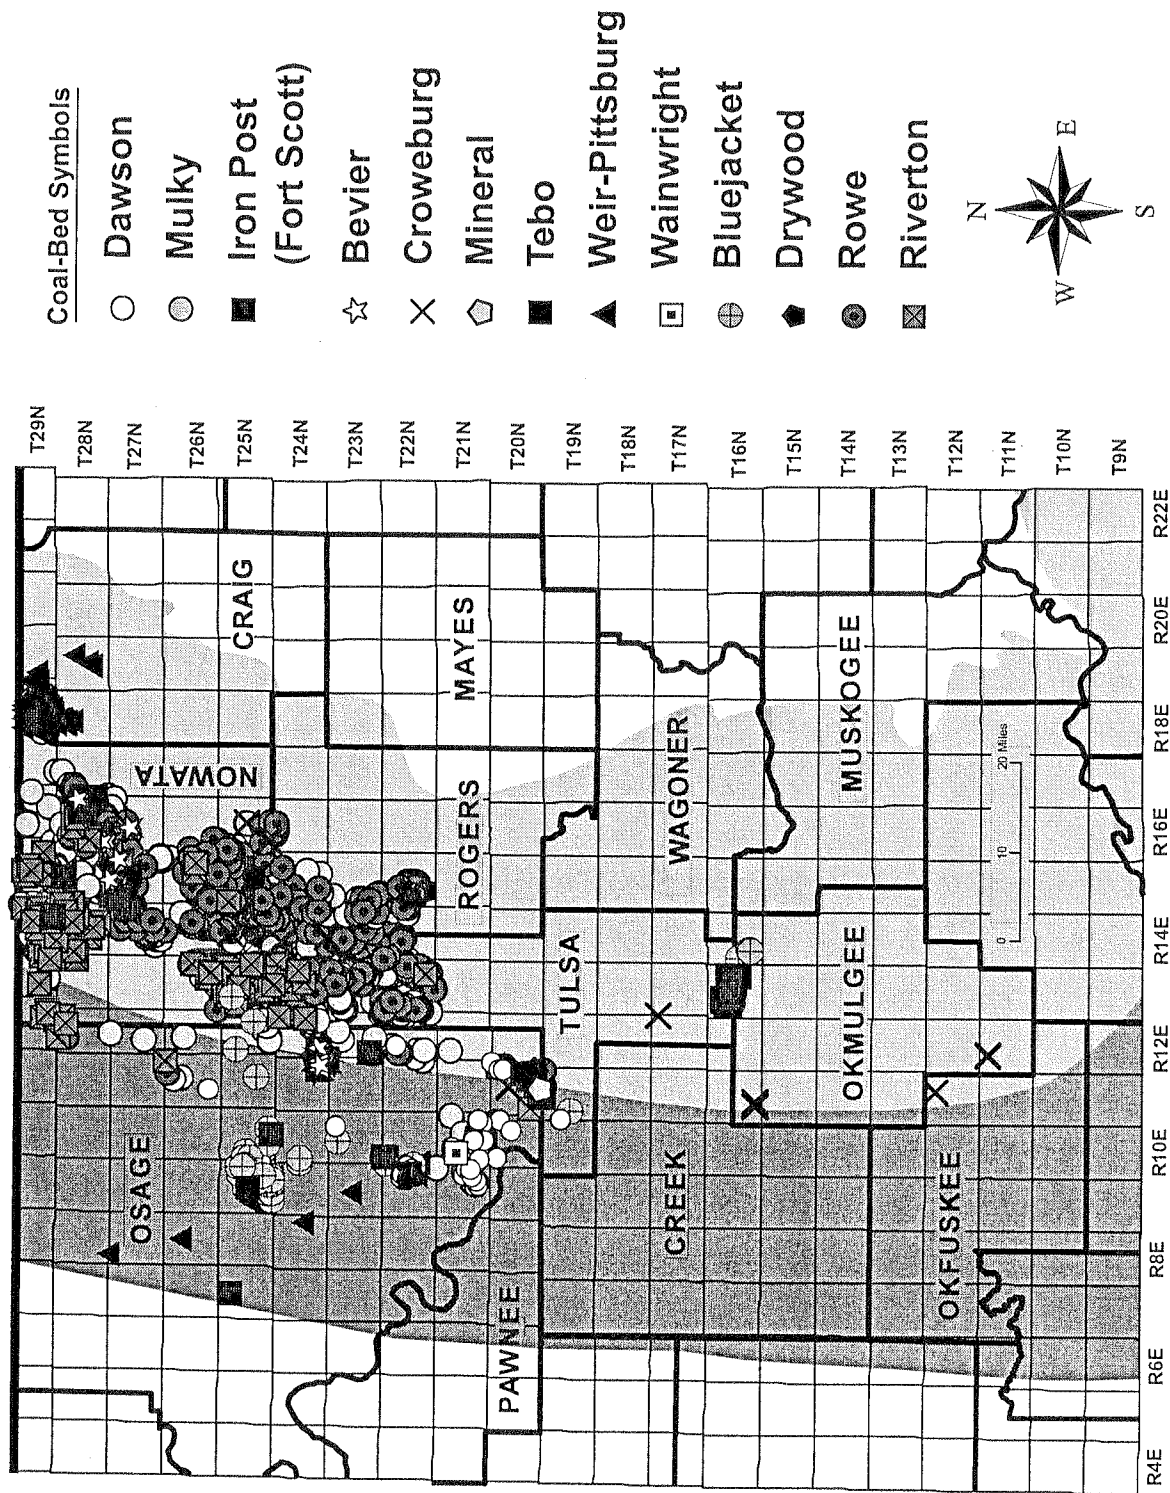 Coal-Bed Symbols
Dawson
Mulky
Iron Post
(Fort Scott)
Bevier
Croweburg
Mineral
Tebo
Weir-Pittsburg
Wainwright
Bluejacket
Drywood
Rowe
Riverton
N
W
E
S
T29N
T28N
T27N
T26N
T25N
T24N
T23N
T22N
T21N
T20N
T19N
T18N
T17N
T16N
T15N
T14N
T13N
T12N
T11N
T10N
T9N
CRAIG
NOWATA
MAYES
ROGERS
WAGONER
MUSKOGEE
TULSA
OKMULGEE
OSAGE
CREEK
OKFUSKEE
PAWNEE
0
10
20 Miles
R4E
R6E
R8E
R10E
R12E
R14E
R16E
R18E
R20E
R22E